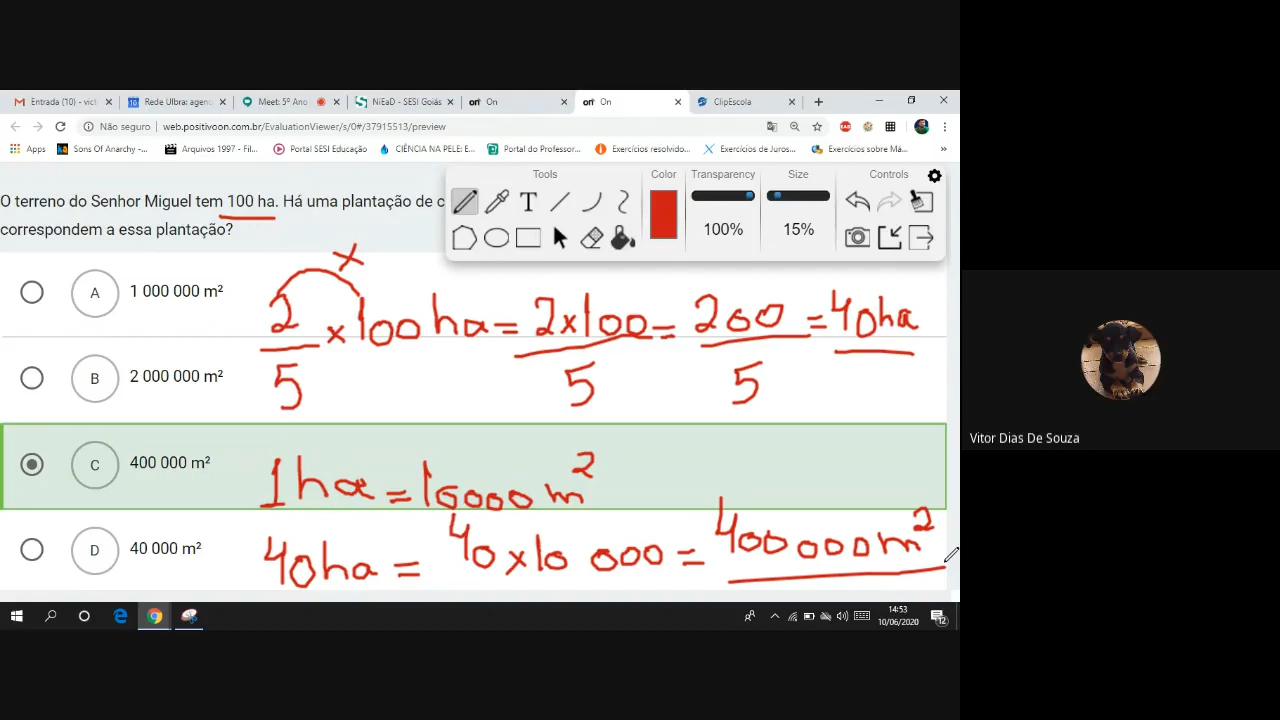 Entrada (10) - vict
Rede Ulbra: agend
Meet: 5º Ano
NiEaD - SESI Goiás
On
On
ClipEscola
Não seguro
web.positivoon.com.br/EvaluationViewer/s/0#/37915513/preview
Apps
Sons Of Anarchy -...
Arquivos 1997 - Fil...
Portal SESI Educação
CIÊNCIA NA PELE: E...
Portal do Professor...
Exercícios resolvido...
Exercícios de Juros...
Exercícios sobre Má...
»
Tools
Color
Transparency
Size
Controls
100%
15%
O terreno do Senhor Miguel tem 100 ha. Há uma plantação de c
correspondem a essa plantação?
x
A 1 000 000 m²
2/5 x 100 ha = 2x100/5 = 200/5 = 40ha
B 2 000 000 m²
C 400 000 m²
1ha = 10000 m²
D 40 000 m²
40ha = 40 x 10 000 = 400 000 m²
Vitor Dias De Souza
14:53
10/06/2020
12